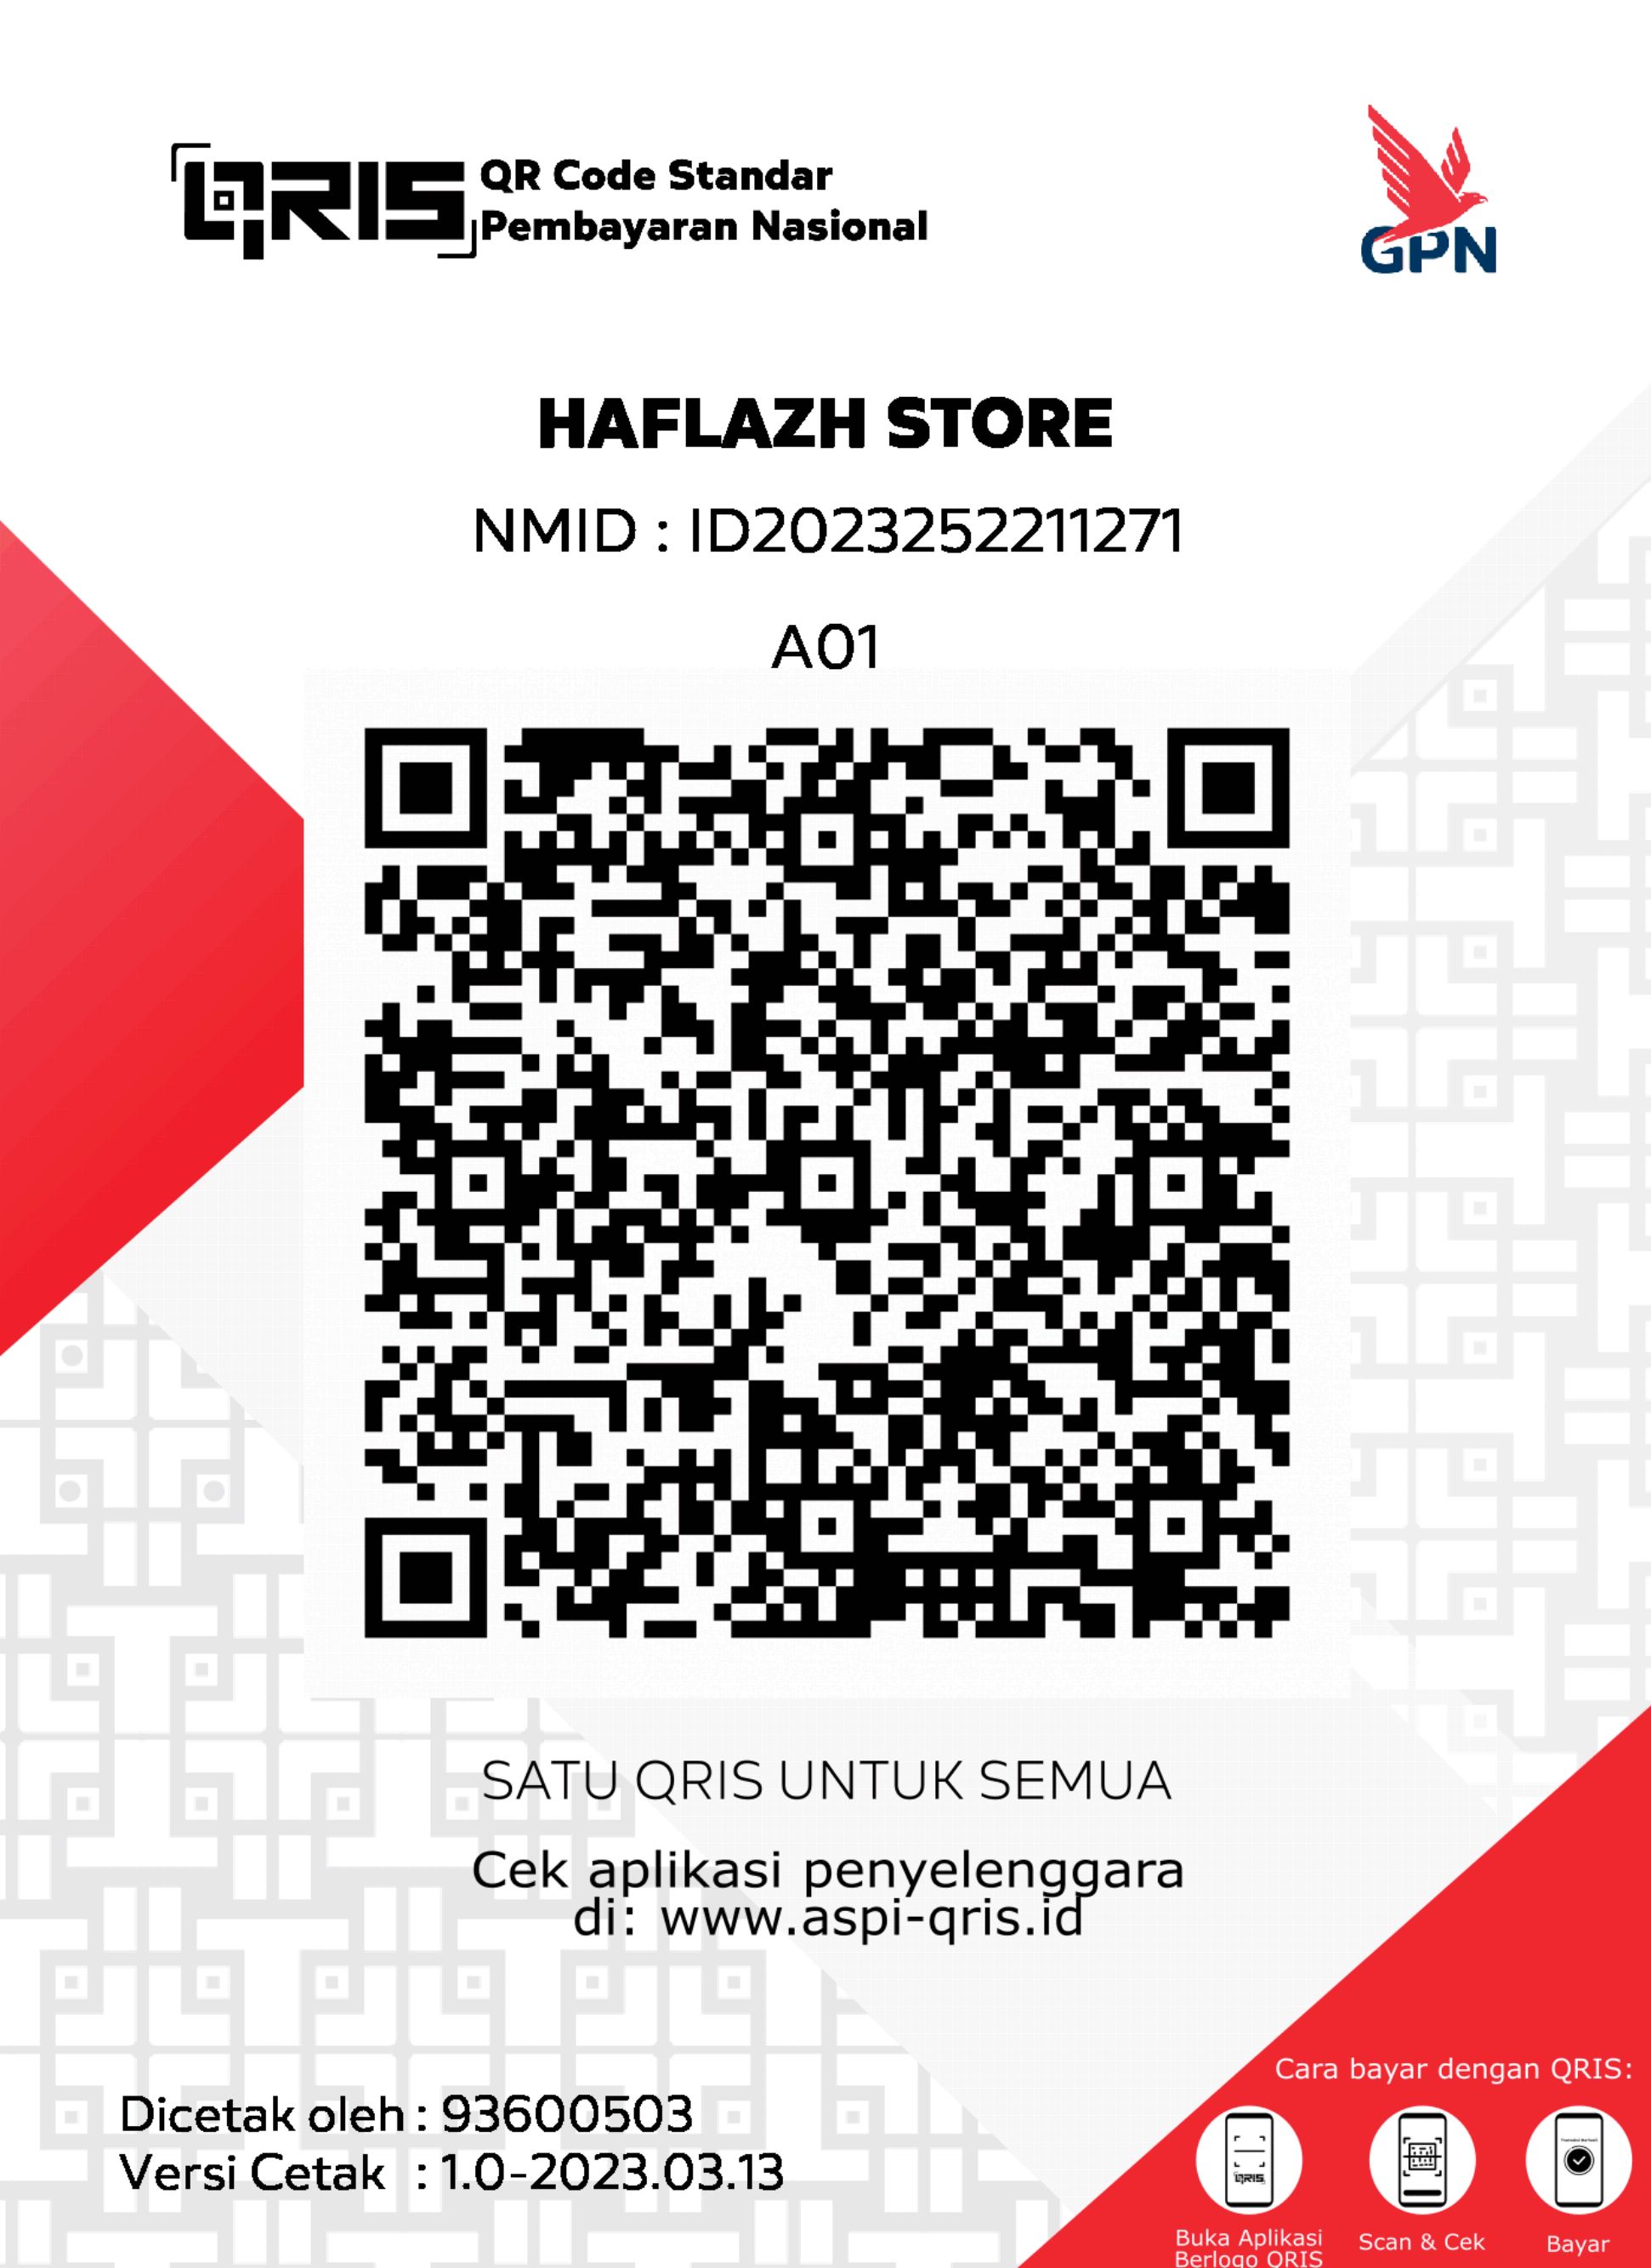 QRIS
QR Code Standar
Pembayaran Nasional
GPN
HAFLAZH STORE
NMID : ID2023252211271
A01
SATU QRIS UNTUK SEMUA
Cek aplikasi penyelenggara
di: www.aspi-qris.id
Dicetak oleh : 93600503
Versi Cetak : 1.0-2023.03.13
Cara bayar dengan QRIS:
QRIS
Buka Aplikasi
Berlogo QRIS
Scan & Cek
Bayar